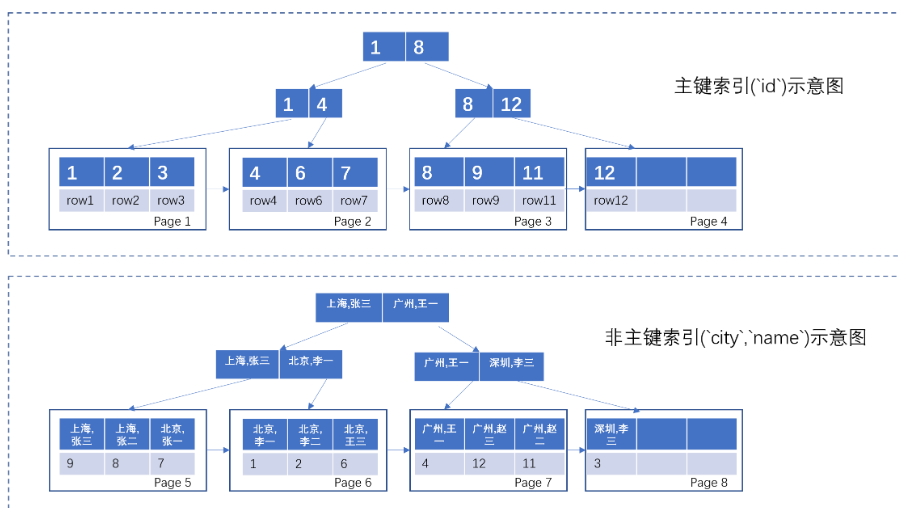 1 8
主键索引(`id`)示意图
1 4
8 12
1 2 3
row1 row2 row3
Page 1
4 6 7
row4 row6 row7
Page 2
8 9 11
row8 row9 row11
Page 3
12
row12
Page 4
上海,张三 广州,王一
非主键索引(`city`,`name`)示意图
上海,张三 北京,李一
广州,王一 深圳,李三
上海, 上海, 北京,
张三 张二 张一
9 8 7
Page 5
北京, 北京, 北京,
李一 李二 王三
1 2 6
Page 6
广州,王 广州,赵 广州,赵
一 三 二
4 12 11
Page 7
深圳,李
三
3
Page 8